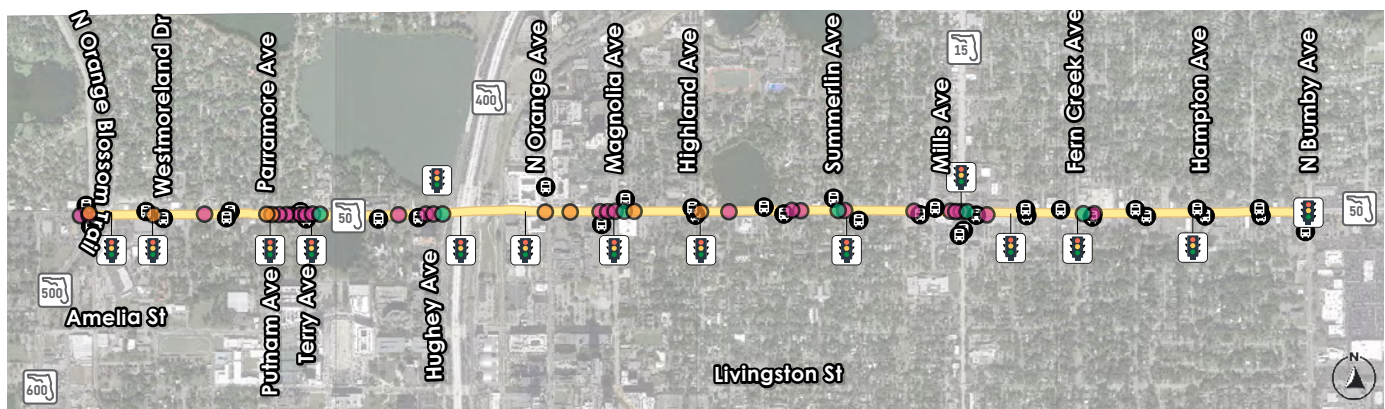 N Orange Blossom Trail
Westmoreland Dr
Parramore Ave
N Orange Ave
Magnolia Ave
Highland Ave
Summerlin Ave
Mills Ave
Fern Creek Ave
Hampton Ave
N Bumby Ave
15
400
50
50
500
Amelia St
Putnam Ave
Terry Ave
Hughey Ave
Livingston St
600
N